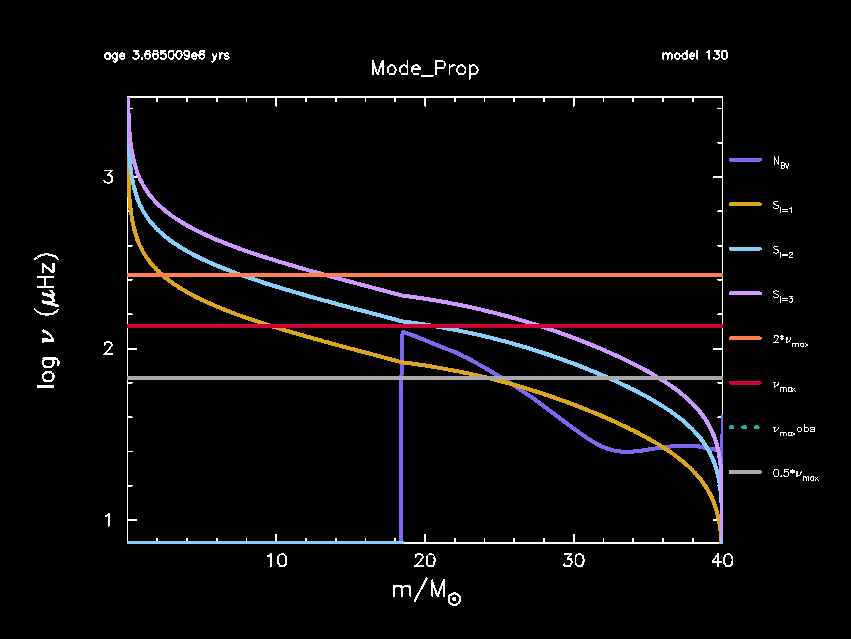 age 3.665009e6 yrs
model 130
Mode_Prop
log ν (μHz)
3
2
1
10
20
30
40
m/M☉
N_BV
S_l=1
S_l=2
S_l=3
2*ν_max
ν_max
ν_max obs
0.5*ν_max